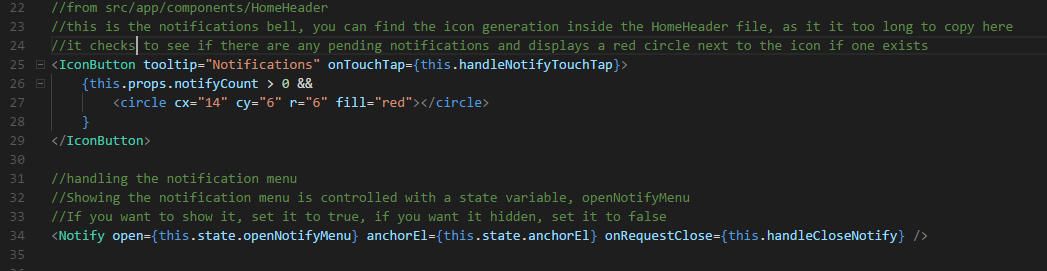 22 //from src/app/components/HomeHeader
23 //this is the notifications bell, you can find the icon generation inside the HomeHeader file, as it it too long to copy here
24 //it checks to see if there are any pending notifications and displays a red circle next to the icon if one exists
25 <IconButton tooltip="Notifications" onTouchTap={this.handleNotifyTouchTap}>
26     {this.props.notifyCount > 0 &&
27         <circle cx="14" cy="6" r="6" fill="red"></circle>
28     }
29 </IconButton>
30
31 //handling the notification menu
32 //Showing the notification menu is controlled with a state variable, openNotifyMenu
33 //If you want to show it, set it to true, if you want it hidden, set it to false
34 <Notify open={this.state.openNotifyMenu} anchorEl={this.state.anchorEl} onRequestClose={this.handleCloseNotify} />
35